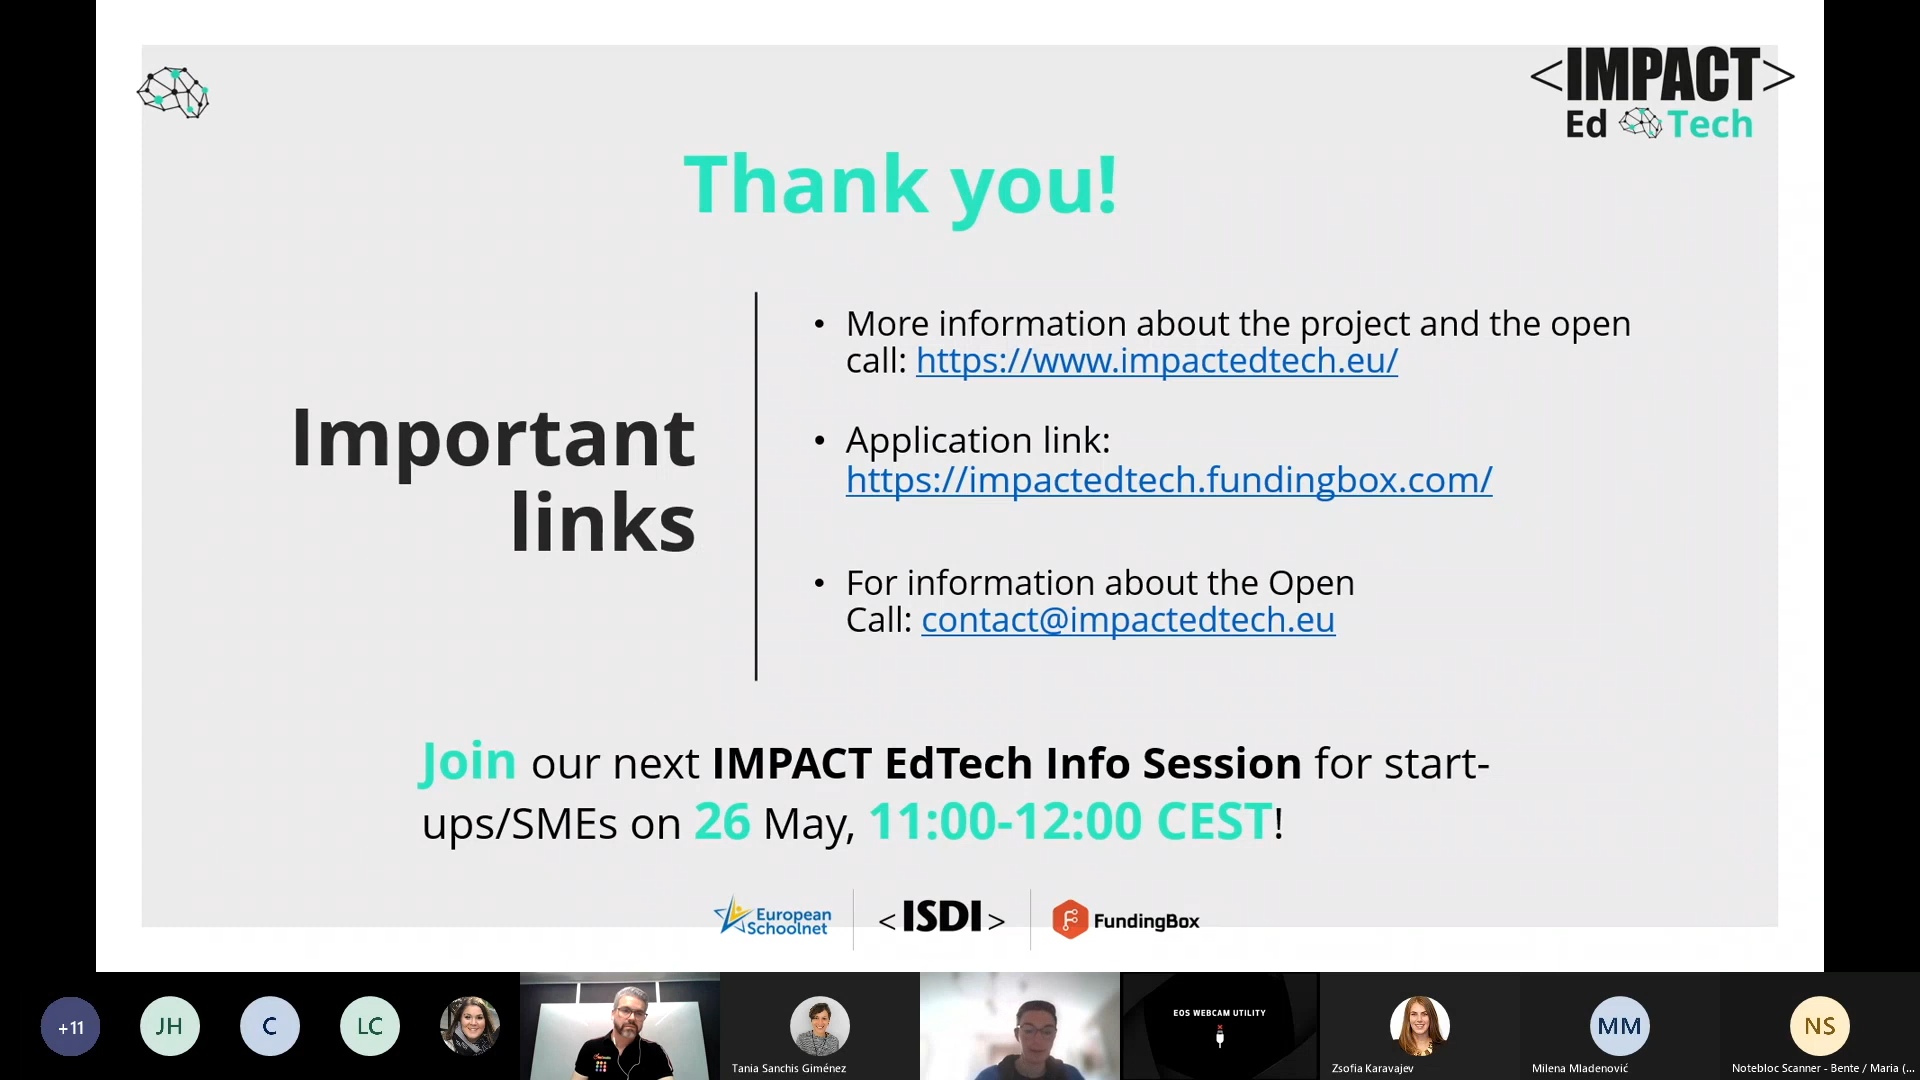 <IMPACT>
Ed Tech
Thank you!
Important
links
• More information about the project and the open
call: https://www.impactedtech.eu/
• Application link:
https://impactedtech.fundingbox.com/
• For information about the Open
Call: contact@impactedtech.eu
Join our next IMPACT EdTech Info Session for start-
ups/SMEs on 26 May, 11:00-12:00 CEST!
European
Schoolnet
<ISDI>
FundingBox
+11
JH
C
LC
Tania Sanchis Giménez
EOS WEBCAM UTILITY
Zsofia Karavajev
MM
Milena Mladenović
NS
Notebloc Scanner - Bente / Maria (...